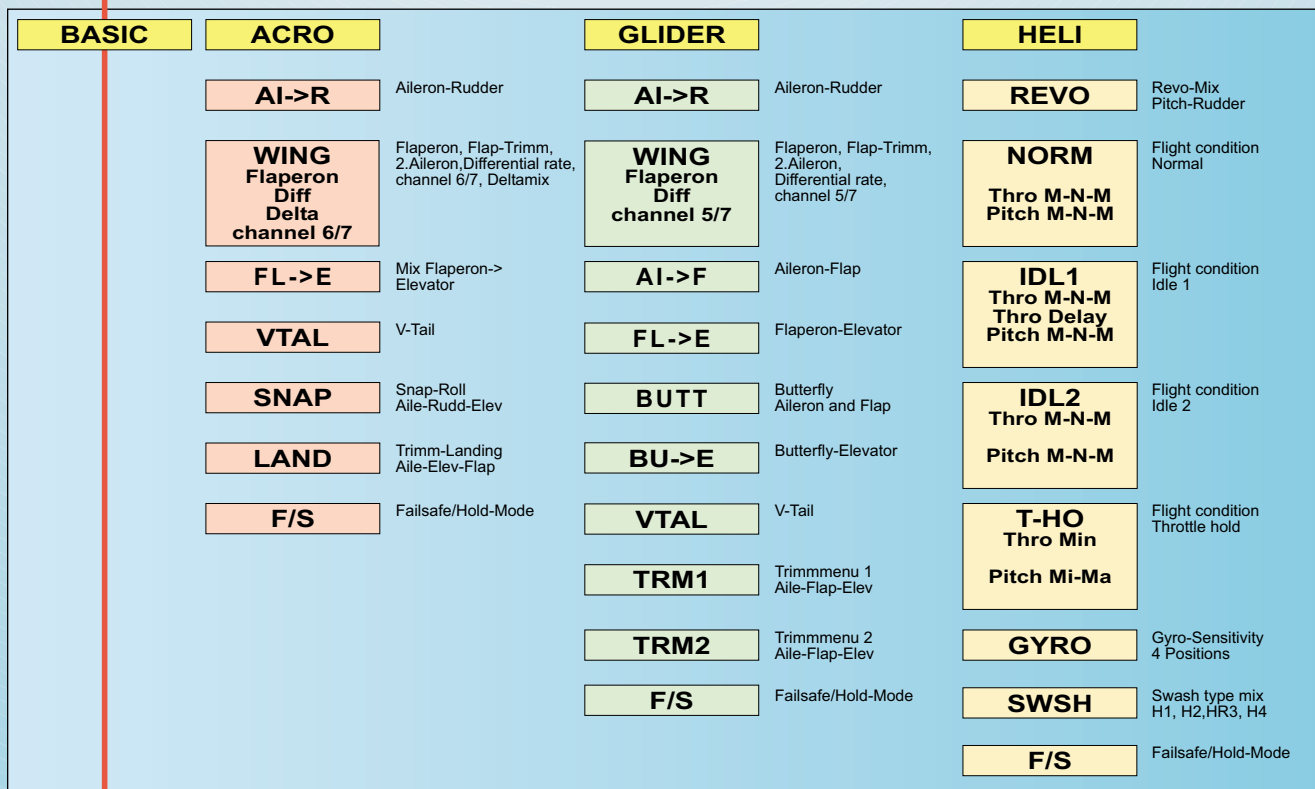 BASIC
ACRO
GLIDER
HELI
AI->R
Aileron-Rudder
WING
Flaperon
Diff
Delta
channel 6/7
Flaperon, Flap-Trimm,
2.Aileron,Differential rate,
channel 6/7, Deltamix
FL->E
Mix Flaperon->
Elevator
VTAL
V-Tail
SNAP
Snap-Roll
Aile-Rudd-Elev
LAND
Trimm-Landing
Aile-Elev-Flap
F/S
Failsafe/Hold-Mode
AI->R
Aileron-Rudder
WING
Flaperon
Diff
channel 5/7
Flaperon, Flap-Trimm,
2.Aileron,
Differential rate,
channel 5/7
AI->F
Aileron-Flap
FL->E
Flaperon-Elevator
BUTT
Butterfly
Aileron and Flap
BU->E
Butterfly-Elevator
VTAL
V-Tail
TRM1
Trimmmenu 1
Aile-Flap-Elev
TRM2
Trimmmenu 2
Aile-Flap-Elev
F/S
Failsafe/Hold-Mode
REVO
Revo-Mix
Pitch-Rudder
NORM
Thro M-N-M
Pitch M-N-M
Flight condition
Normal
IDL1
Thro M-N-M
Thro Delay
Pitch M-N-M
Flight condition
Idle 1
IDL2
Thro M-N-M
Pitch M-N-M
Flight condition
Idle 2
T-HO
Thro Min
Pitch Mi-Ma
Flight condition
Throttle hold
GYRO
Gyro-Sensitivity
4 Positions
SWSH
Swash type mix
H1, H2,HR3, H4
F/S
Failsafe/Hold-Mode